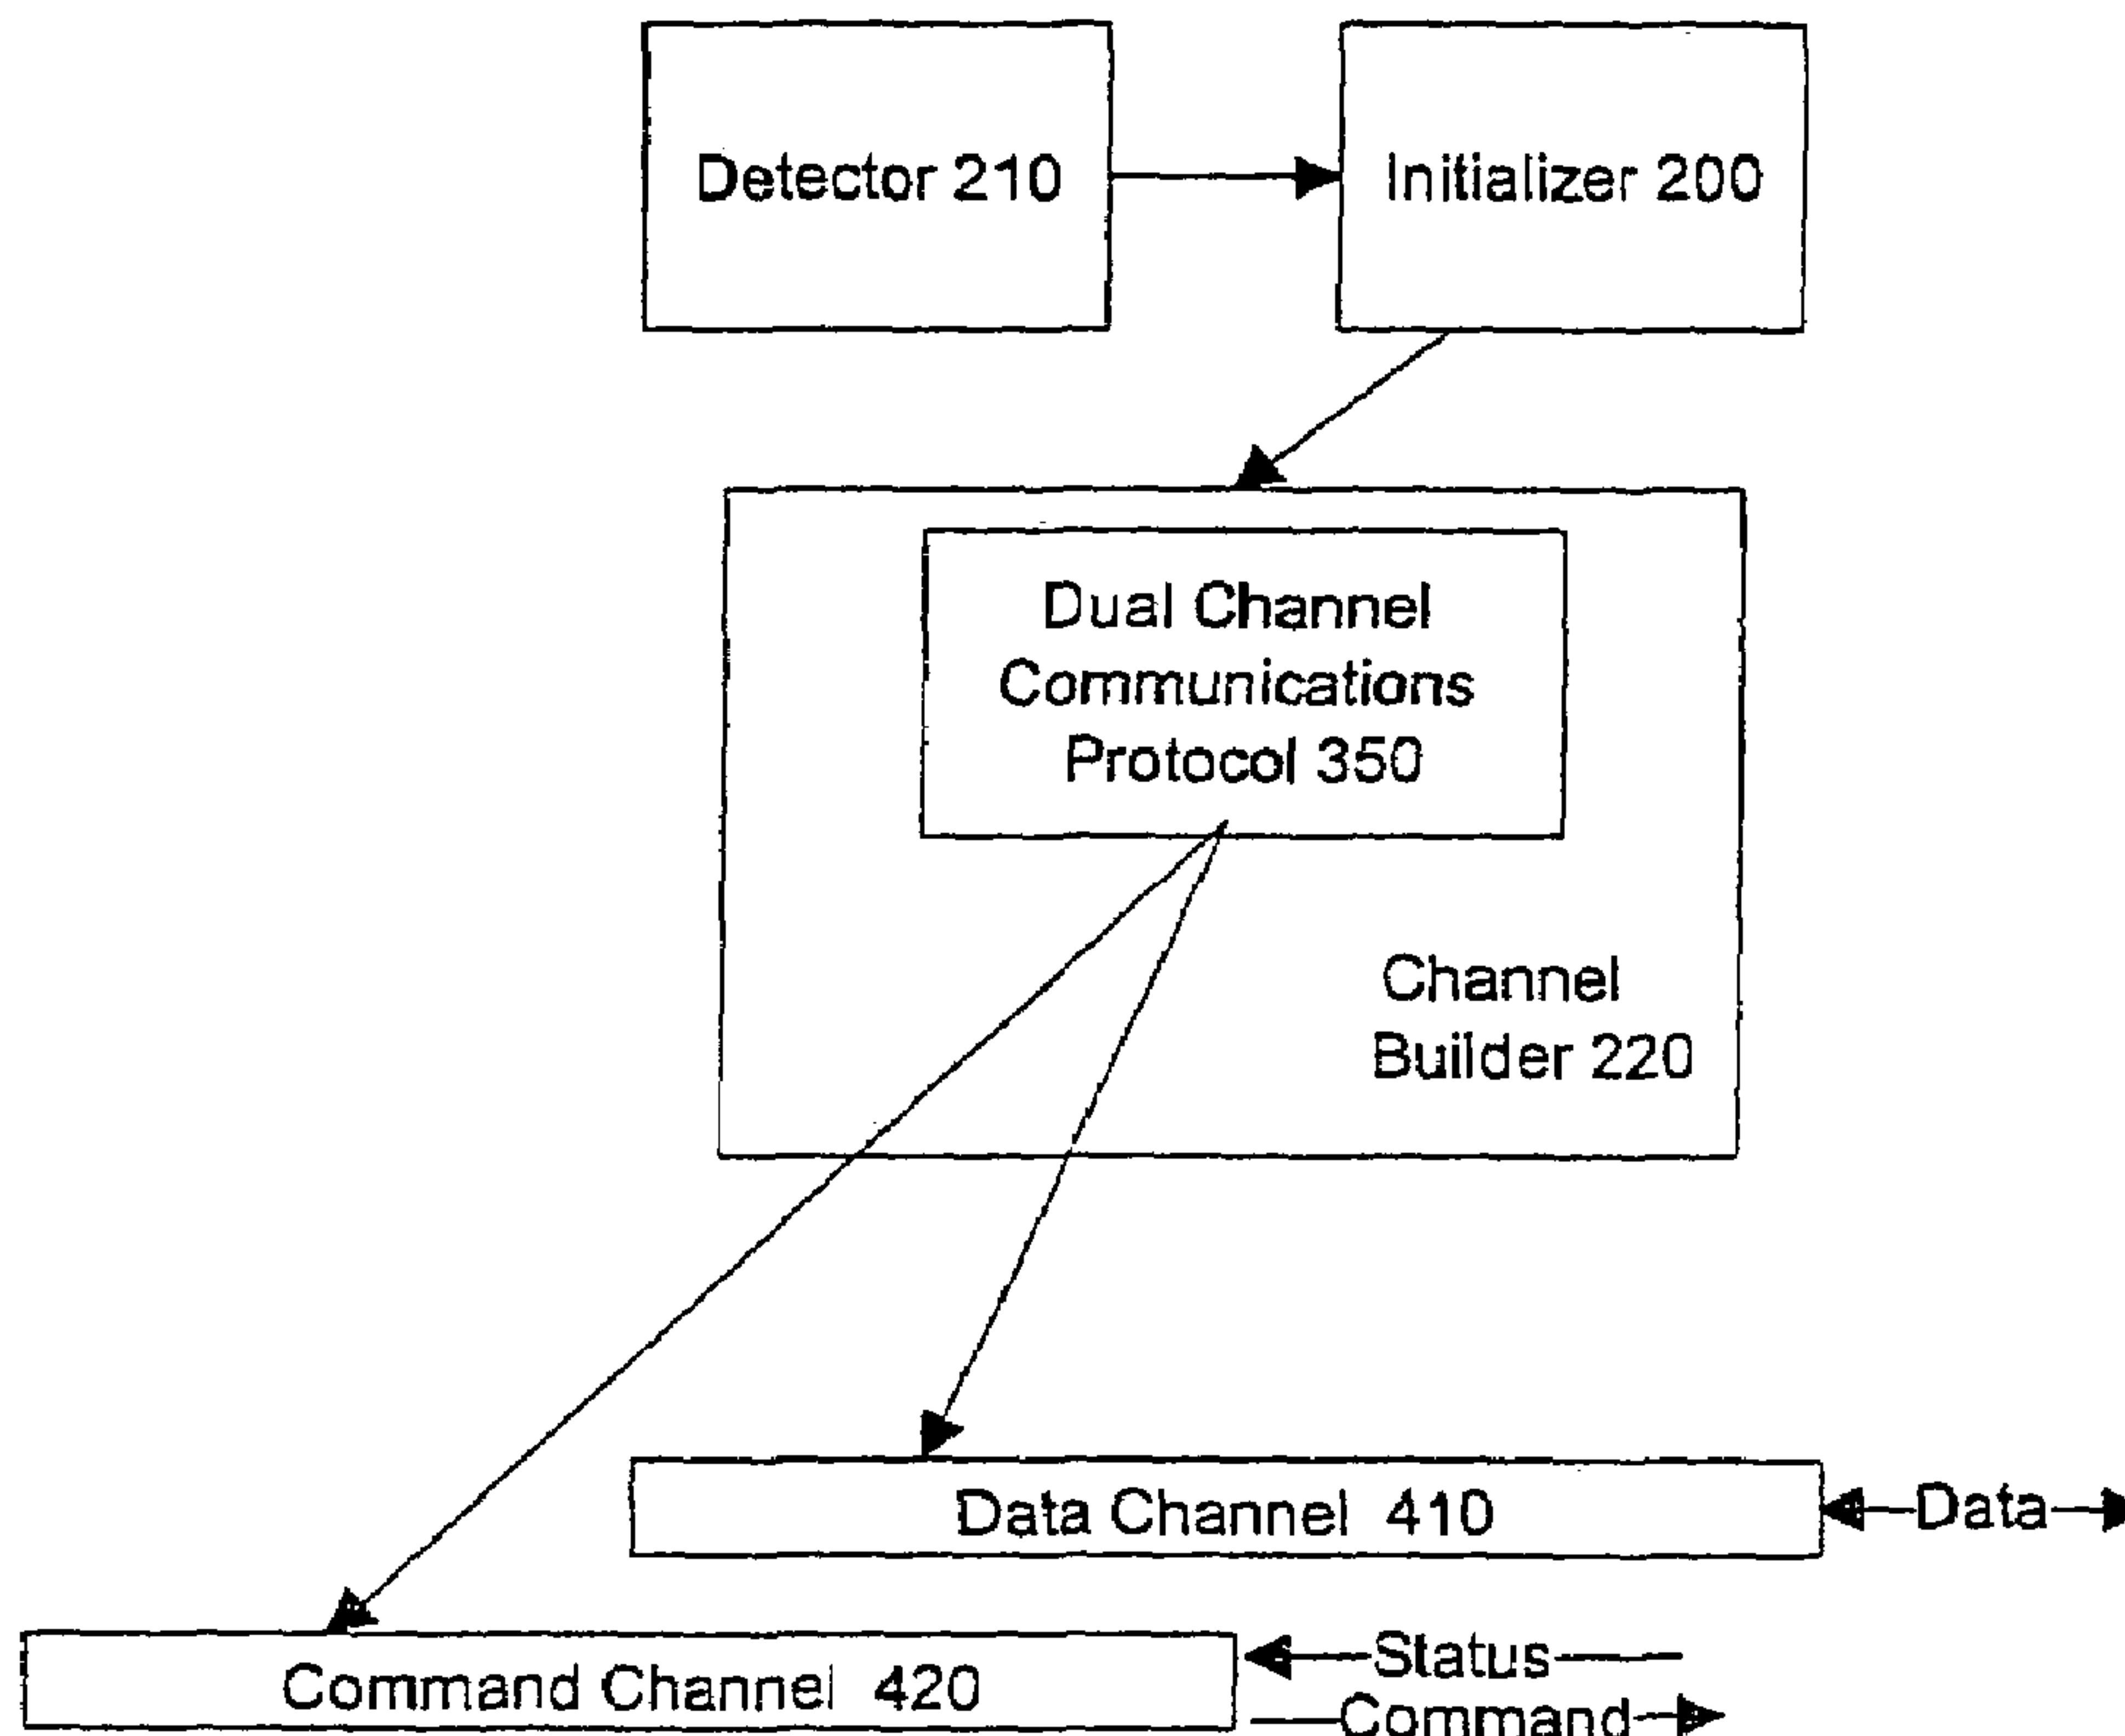 Detector 210
Initializer 200
Dual Channel
Communications
Protocol 350
Channel
Builder 220
Data Channel 410
Data
Command Channel 420
Status
Command